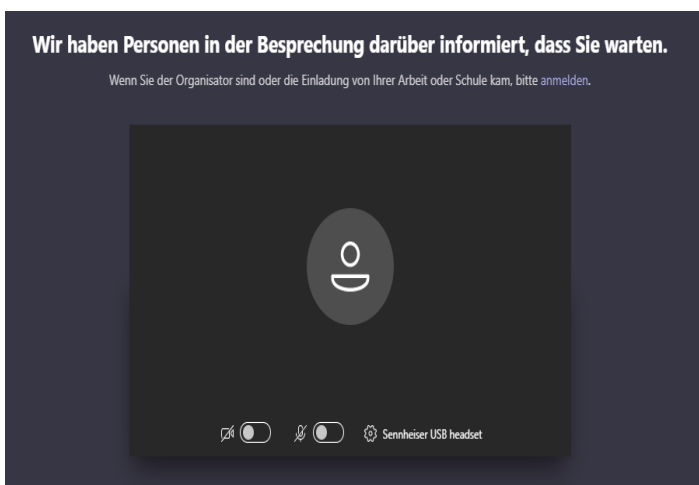 Wir haben Personen in der Besprechung darüber informiert, dass Sie warten.
Wenn Sie der Organisator sind oder die Einladung von Ihrer Arbeit oder Schule kam, bitte anmelden.
Sennheiser USB headset